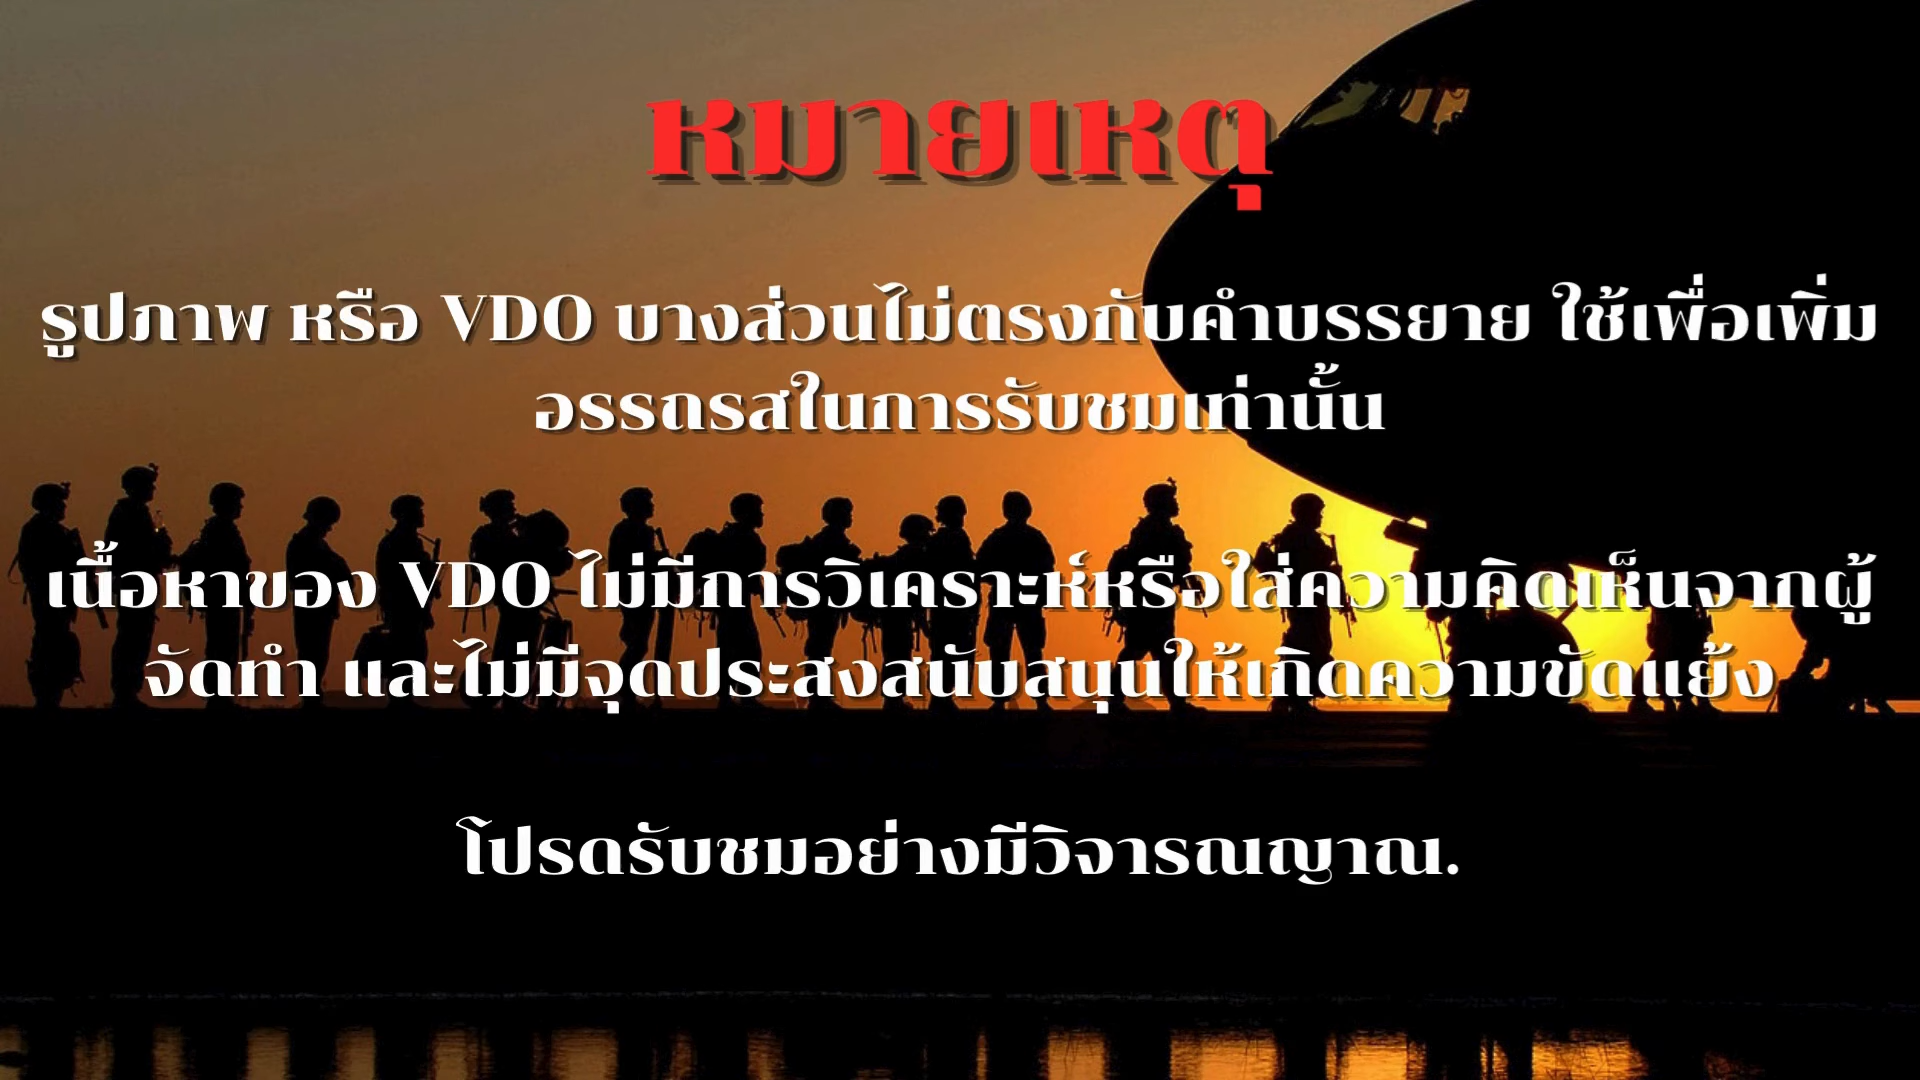 หมายเหตุ
รูปภาพ หรือ VDO บางส่วนไม่ตรงกับคำบรรยาย ใช้เพื่อเพิ่ม
อรรถรสในการรับชมเท่านั้น
เนื้อหาของ VDO ไม่มีการวิเคราะห์หรือใส่ความคิดเห็นจากผู้
จัดทำ และไม่มีจุดประสงสนับสนุนให้เกิดความขัดแย้ง
โปรดรับชมอย่างมีวิจารณญาณ.